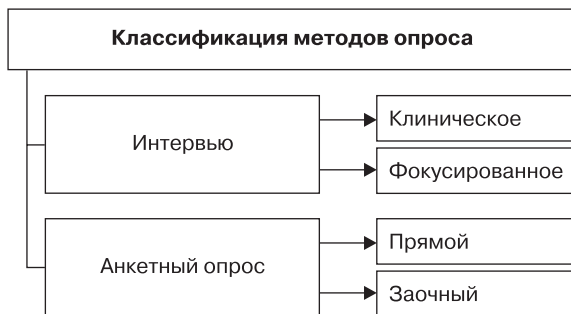 Классификация методов опроса
Интервью
Клиническое
Фокусированное
Анкетный опрос
Прямой
Заочный